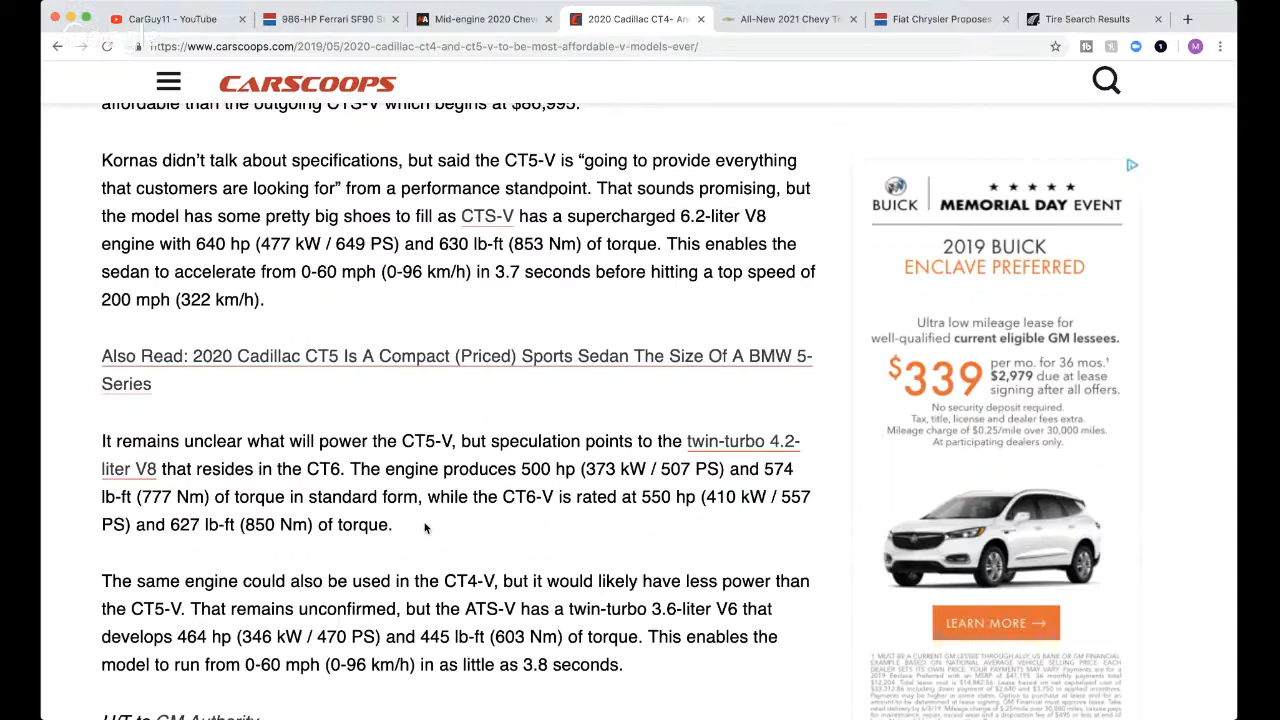 CarGuy11 - YouTube
986-HP Ferrari SF90 S
Mid-engine 2020 Chev
2020 Cadillac CT4- An
All-New 2021 Chevy T
Fiat Chrysler Proposes
Tire Search Results
https://www.carscoops.com/2019/05/2020-cadillac-ct4-and-ct5-v-to-be-most-affordable-v-models-ever/
CARSCOOPS
affordable than the outgoing CTS-V which begins at $86,995.
Kornas didn't talk about specifications, but said the CT5-V is “going to provide everything
that customers are looking for” from a performance standpoint. That sounds promising, but
the model has some pretty big shoes to fill as CTS-V has a supercharged 6.2-liter V8
engine with 640 hp (477 kW / 649 PS) and 630 lb-ft (853 Nm) of torque. This enables the
sedan to accelerate from 0-60 mph (0-96 km/h) in 3.7 seconds before hitting a top speed of
200 mph (322 km/h).
Also Read: 2020 Cadillac CT5 Is A Compact (Priced) Sports Sedan The Size Of A BMW 5-
Series
It remains unclear what will power the CT5-V, but speculation points to the twin-turbo 4.2-
liter V8 that resides in the CT6. The engine produces 500 hp (373 kW / 507 PS) and 574
lb-ft (777 Nm) of torque in standard form, while the CT6-V is rated at 550 hp (410 kW / 557
PS) and 627 lb-ft (850 Nm) of torque.
The same engine could also be used in the CT4-V, but it would likely have less power than
the CT5-V. That remains unconfirmed, but the ATS-V has a twin-turbo 3.6-liter V6 that
develops 464 hp (346 kW / 470 PS) and 445 lb-ft (603 Nm) of torque. This enables the
model to run from 0-60 mph (0-96 km/h) in as little as 3.8 seconds.
H/T to GM Authority
BUICK
MEMORIAL DAY EVENT
2019 BUICK
ENCLAVE PREFERRED
Ultra low mileage lease for
well-qualified current eligible GM lessees.
$339 per mo. for 36 mos.¹
$2,979 due at lease
signing after all offers.
No security deposit required.
Tax, title, license and dealer fees extra.
Mileage charge of $0.25/mile over 30,000 miles.
At participating dealers only.
LEARN MORE →